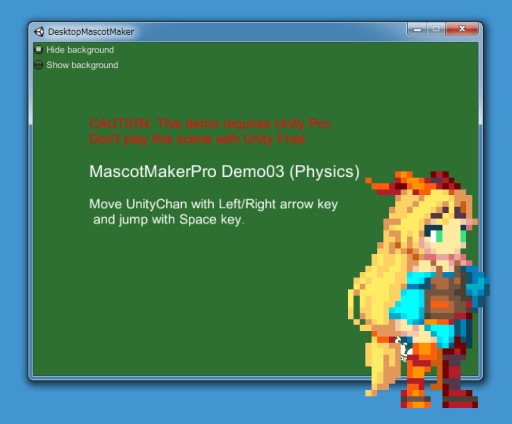 DesktopMascotMaker
Hide background
Show background
CAUTION: This demo requires Unity Pro
Don't play this scene with Unity Free
MascotMakerPro Demo03 (Physics)
Move UnityChan with Left/Right arrow key
and jump with Space key.